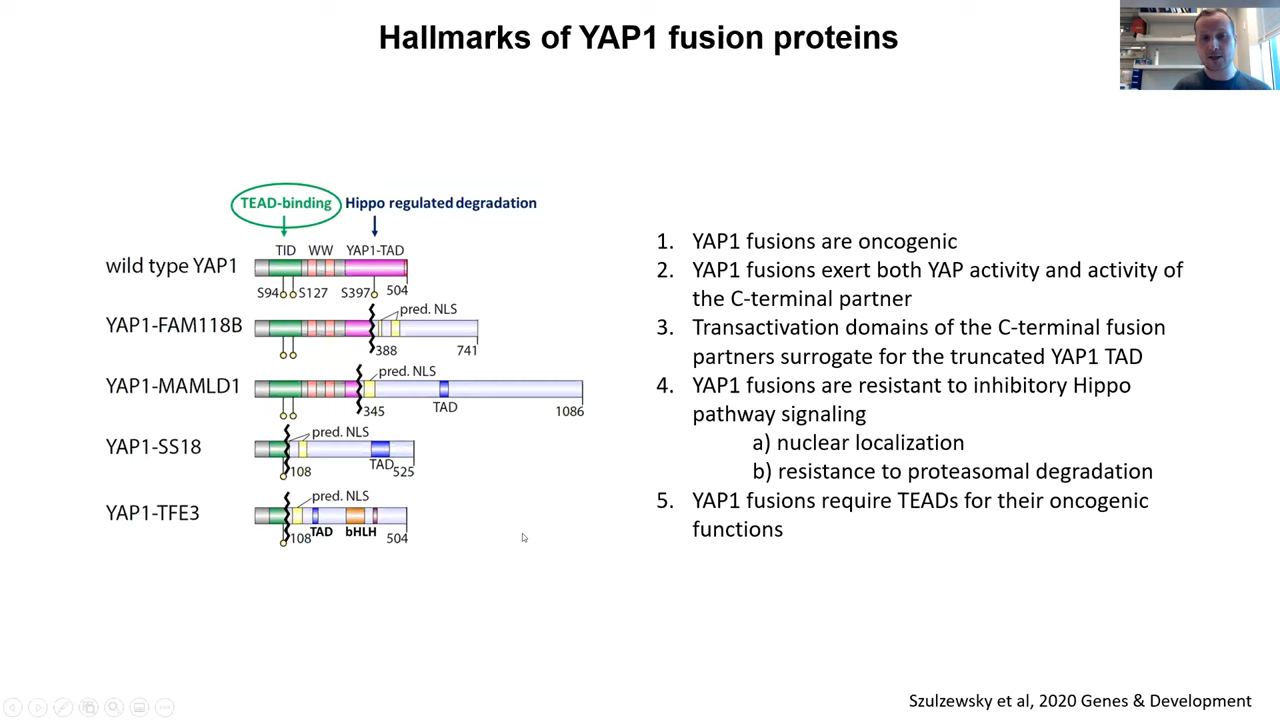 Hallmarks of YAP1 fusion proteins
TEAD-binding
Hippo regulated degradation
TID WW YAP1-TAD
wild type YAP1
S94 S127 S397 504
YAP1-FAM118B
pred. NLS
388 741
YAP1-MAMLD1
pred. NLS
345 TAD 1086
YAP1-SS18
pred. NLS
108 TAD 525
YAP1-TFE3
pred. NLS
108 TAD bHLH 504
1. YAP1 fusions are oncogenic
2. YAP1 fusions exert both YAP activity and activity of
the C-terminal partner
3. Transactivation domains of the C-terminal fusion
partners surrogate for the truncated YAP1 TAD
4. YAP1 fusions are resistant to inhibitory Hippo
pathway signaling
a) nuclear localization
b) resistance to proteasomal degradation
5. YAP1 fusions require TEADs for their oncogenic
functions
Szulzewsky et al, 2020 Genes & Development